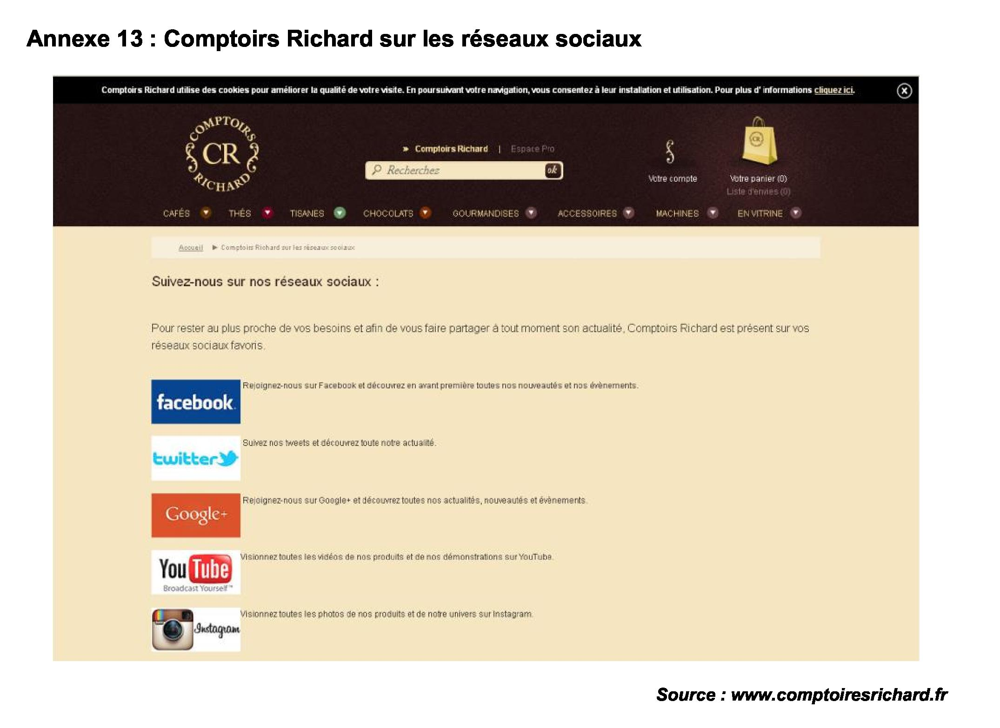 Annexe 13 : Comptoirs Richard sur les réseaux sociaux
Comptoirs Richard utilise des cookies pour améliorer la qualité de votre visite. En poursuivant votre navigation, vous consentez à leur installation et utilisation. Pour plus d' informations cliquez ici.
COMPTOIRS
CR
RICHARD
» Comptoirs Richard | Espace Pro
Recherchez ok
CR
Votre compte Votre panier (0)
Liste d'envies (0)
CAFÉS THÉS TISANES CHOCOLATS GOURMANDISES ACCESSOIRES MACHINES EN VITRINE
Accueil ► Comptoirs Richard sur les réseaux sociaux
Suivez-nous sur nos réseaux sociaux :
Pour rester au plus proche de vos besoins et afin de vous faire partager à tout moment son actualité, Comptoirs Richard est présent sur vos
réseaux sociaux favoris.
Rejoignez-nous sur Facebook et découvrez en avant première toutes nos nouveautés et nos évènements.
facebook.
Suivez nos tweets et découvrez toute notre actualité.
twitter
Rejoignez-nous sur Google+ et découvrez toutes nos actualités, nouveautés et évènements.
Google+
Visionnez toutes les vidéos de nos produits et de nos démonstrations sur YouTube.
YouTube
Broadcast Yourself™
Visionnez toutes les photos de nos produits et de notre univers sur Instagram.
Instagram
Source : www.comptoiresrichard.fr